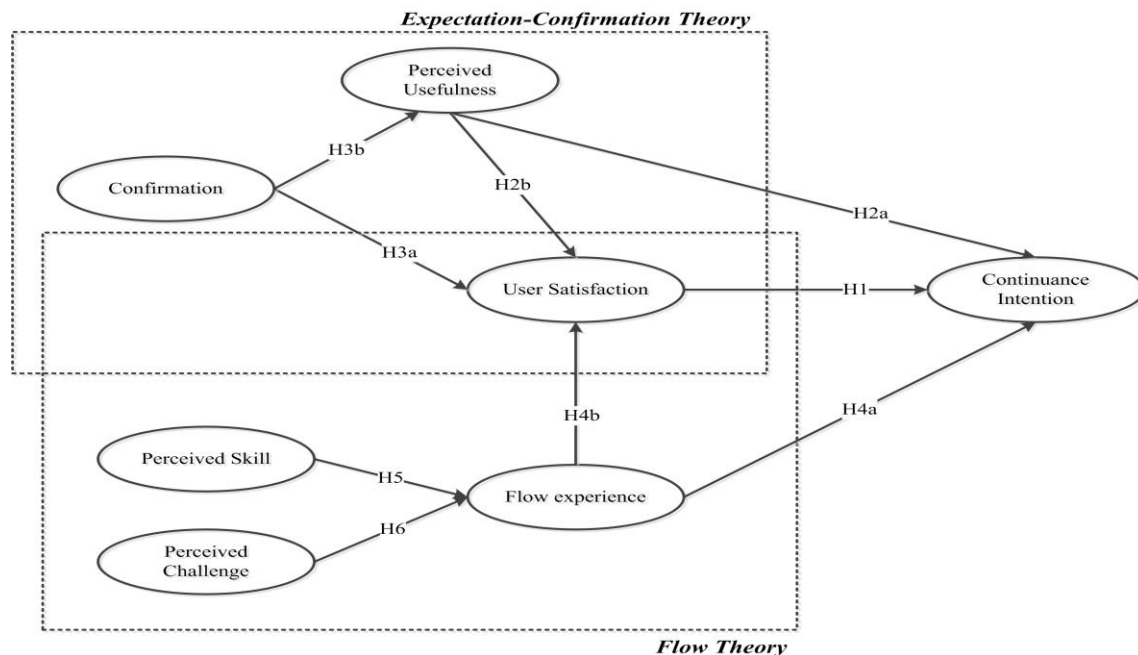 Expectation-Confirmation Theory
Perceived
Usefulness
H3b
Confirmation
H2b
H2a
H3a
User Satisfaction
H1
Continuance
Intention
H4b
H4a
Perceived Skill
H5
Flow experience
H6
Perceived
Challenge
Flow Theory